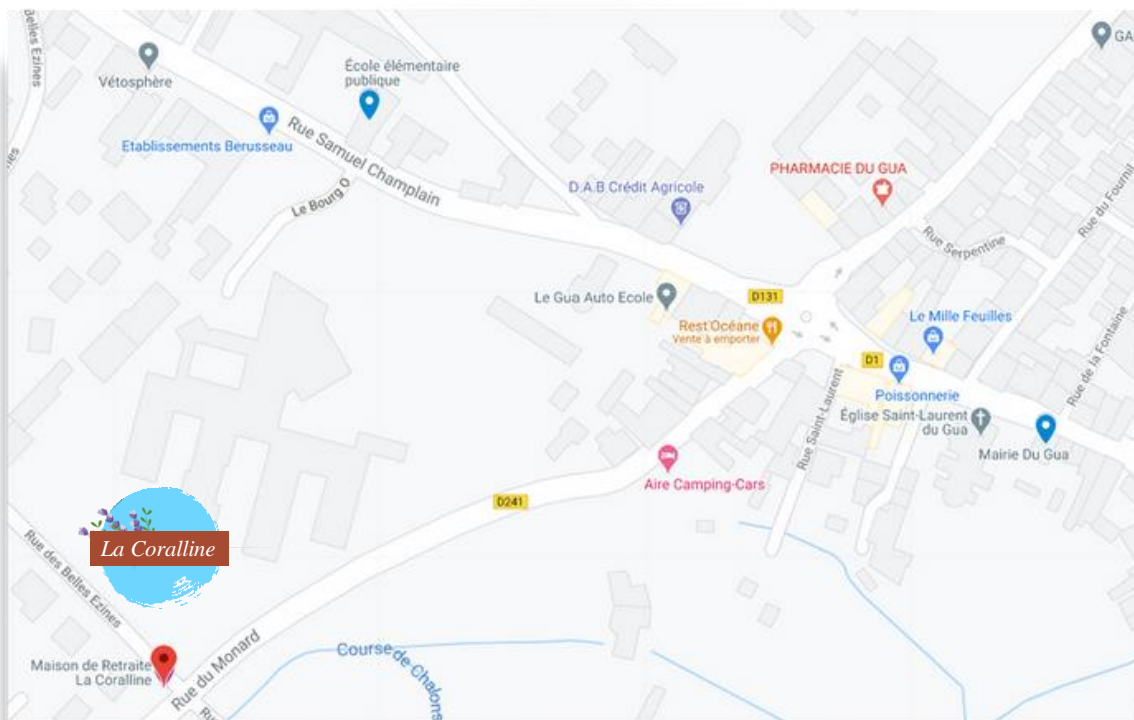 Belles Ezines
GA
École élémentaire
publique
Vétosphère
Rue Samuel Champlain
Etablissements Berusseau
PHARMACIE DU GUA
Rue du Fournil
D.A.B Crédit Agricole
Le Bourg O
Rue Serpentine
Le Gua Auto Ecole
D131
Rest'Océane
Vente à emporter
Le Mille Feuilles
Rue de la Fontaine
D1
Poissonnerie
Rue Saint-Laurent
Église Saint-Laurent
du Gua
Mairie Du Gua
Aire Camping-Cars
D241
La Coralline
Rue des Belles Ezines
Maison de Retraite
La Coralline
Rue du Monard
Course de Chalons